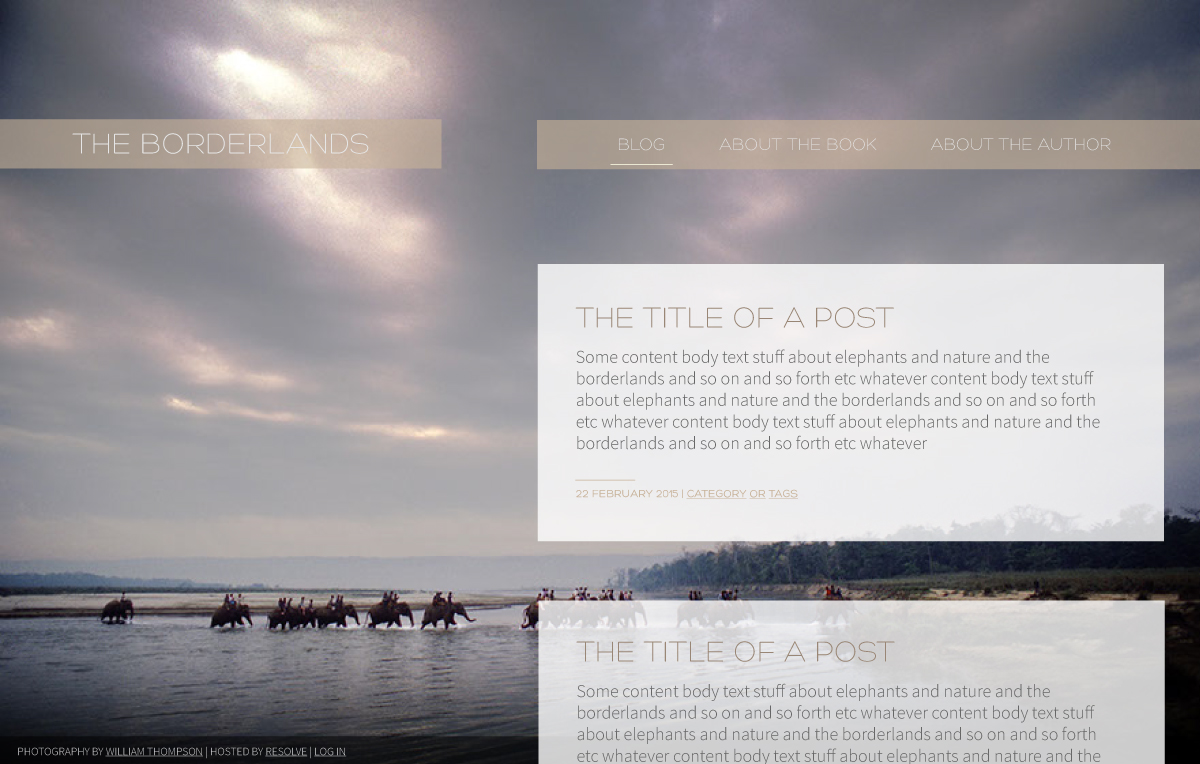 THE BORDERLANDS
BLOG ABOUT THE BOOK ABOUT THE AUTHOR
THE TITLE OF A POST
Some content body text stuff about elephants and nature and the
borderlands and so on and so forth etc whatever content body text stuff
about elephants and nature and the borderlands and so on and so forth
etc whatever content body text stuff about elephants and nature and the
borderlands and so on and so forth etc whatever
22 FEBRUARY 2015 | CATEGORY OR TAGS
THE TITLE OF A POST
Some content body text stuff about elephants and nature and the
borderlands and so on and so forth etc whatever content body text stuff
about elephants and nature and the borderlands and so on and so forth
etc whatever content body text stuff about elephants and nature and the
PHOTOGRAPHY BY WILLIAM THOMPSON | HOSTED BY RESOLVE | LOG IN